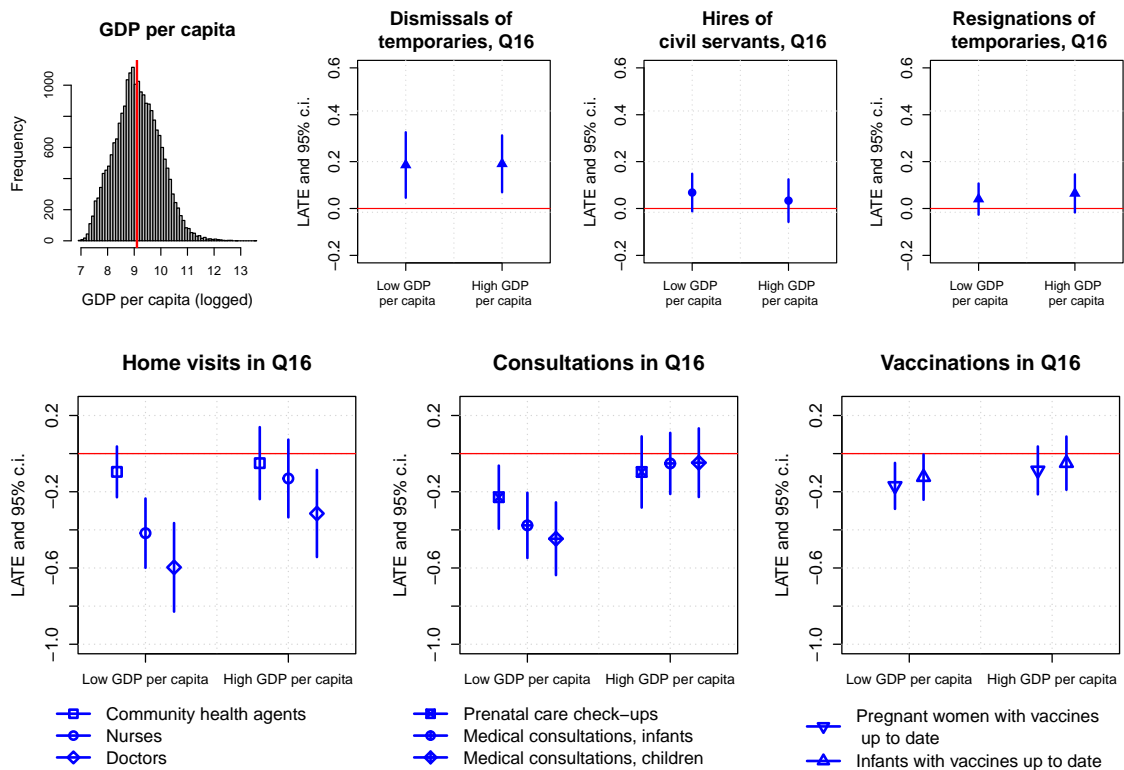 GDP per capita
Frequency
0
200
600
1000
7 8 9 10 11 12 13
GDP per capita (logged)
Dismissals of
temporaries, Q16
LATE and 95% c.i.
−0.2
0.0
0.2
0.4
0.6
Low GDP
per capita
High GDP
per capita
Hires of
civil servants, Q16
LATE and 95% c.i.
−0.2
0.0
0.2
0.4
0.6
Low GDP
per capita
High GDP
per capita
Resignations of
temporaries, Q16
LATE and 95% c.i.
−0.2
0.0
0.2
0.4
0.6
Low GDP
per capita
High GDP
per capita
Home visits in Q16
LATE and 95% c.i.
−1.0
−0.6
−0.2
0.2
Low GDP per capita
High GDP per capita
Community health agents
Nurses
Doctors
Consultations in Q16
LATE and 95% c.i.
−1.0
−0.6
−0.2
0.2
Low GDP per capita
High GDP per capita
Prenatal care check−ups
Medical consultations, infants
Medical consultations, children
Vaccinations in Q16
LATE and 95% c.i.
−1.0
−0.6
−0.2
0.2
Low GDP per capita
High GDP per capita
Pregnant women with vaccines
up to date
Infants with vaccines up to date